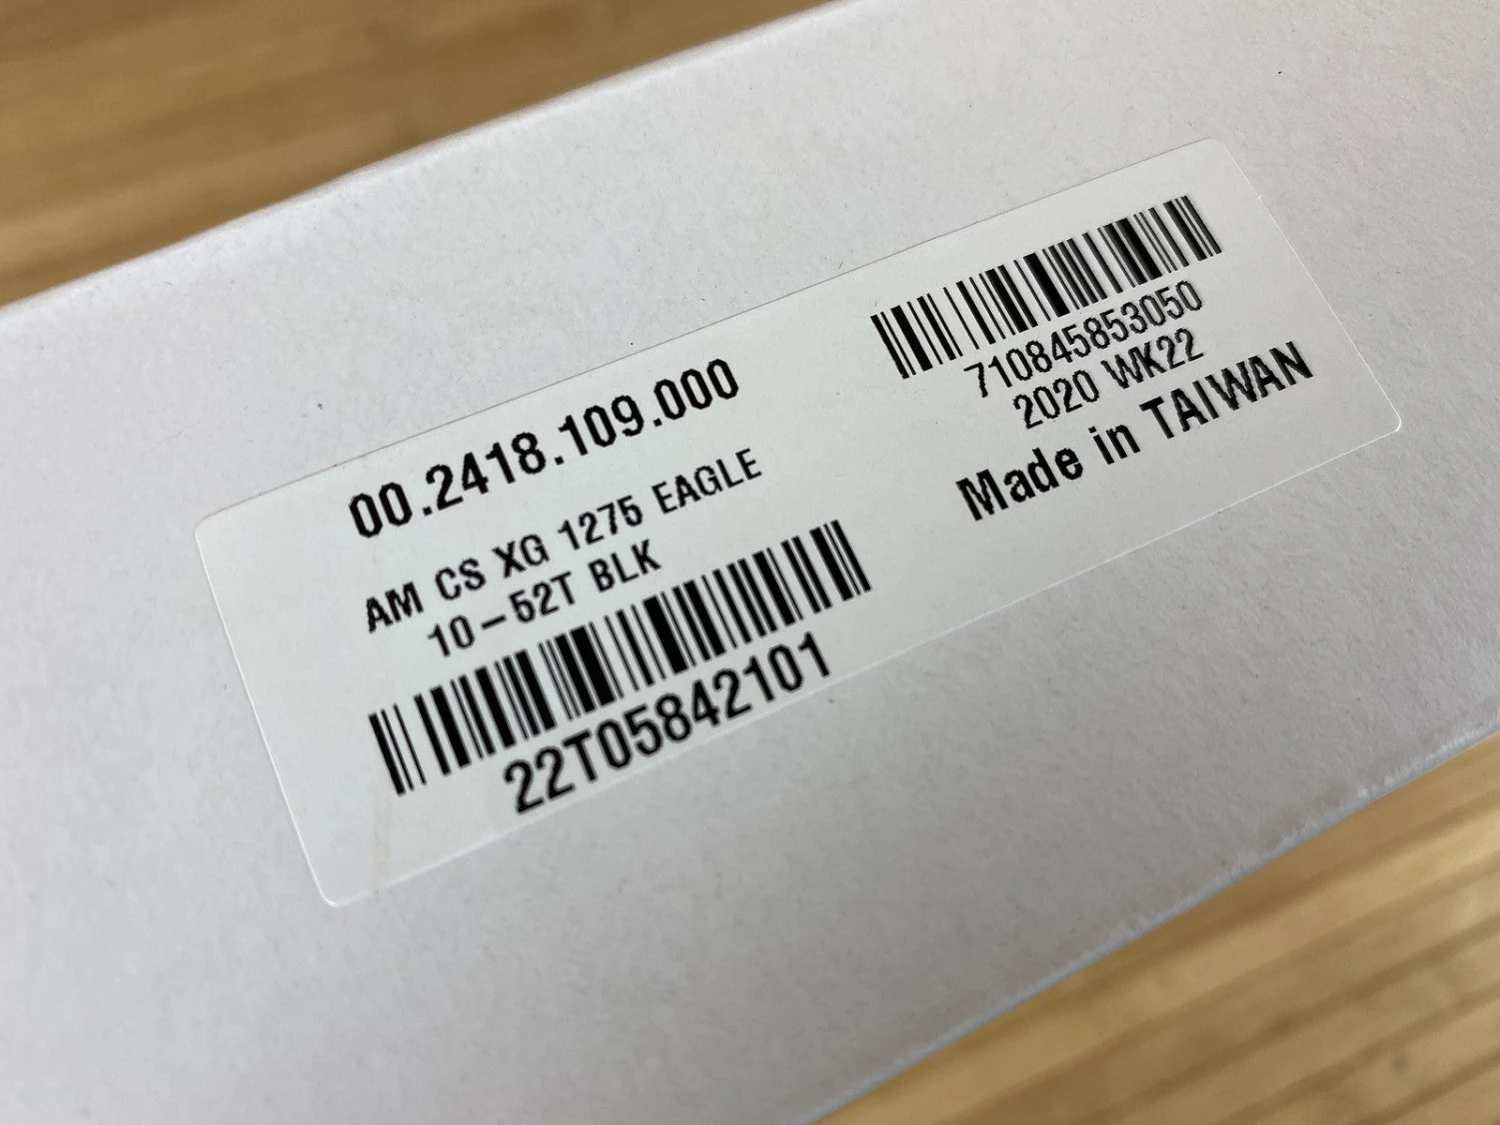 00.2418.109.000
AM CS XG 1275 EAGLE
10-52T BLK
22T05842101
710845853050
2020 WK22
Made in TAIWAN